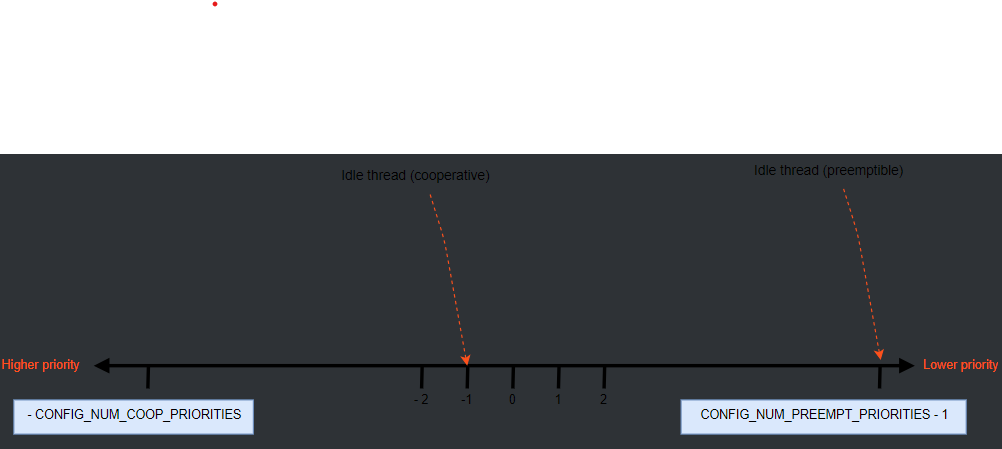 Idle thread (cooperative)
Idle thread (preemptible)
Higher priority
Lower priority
- 2
-1
0
1
2
- CONFIG_NUM_COOP_PRIORITIES
CONFIG_NUM_PREEMPT_PRIORITIES - 1